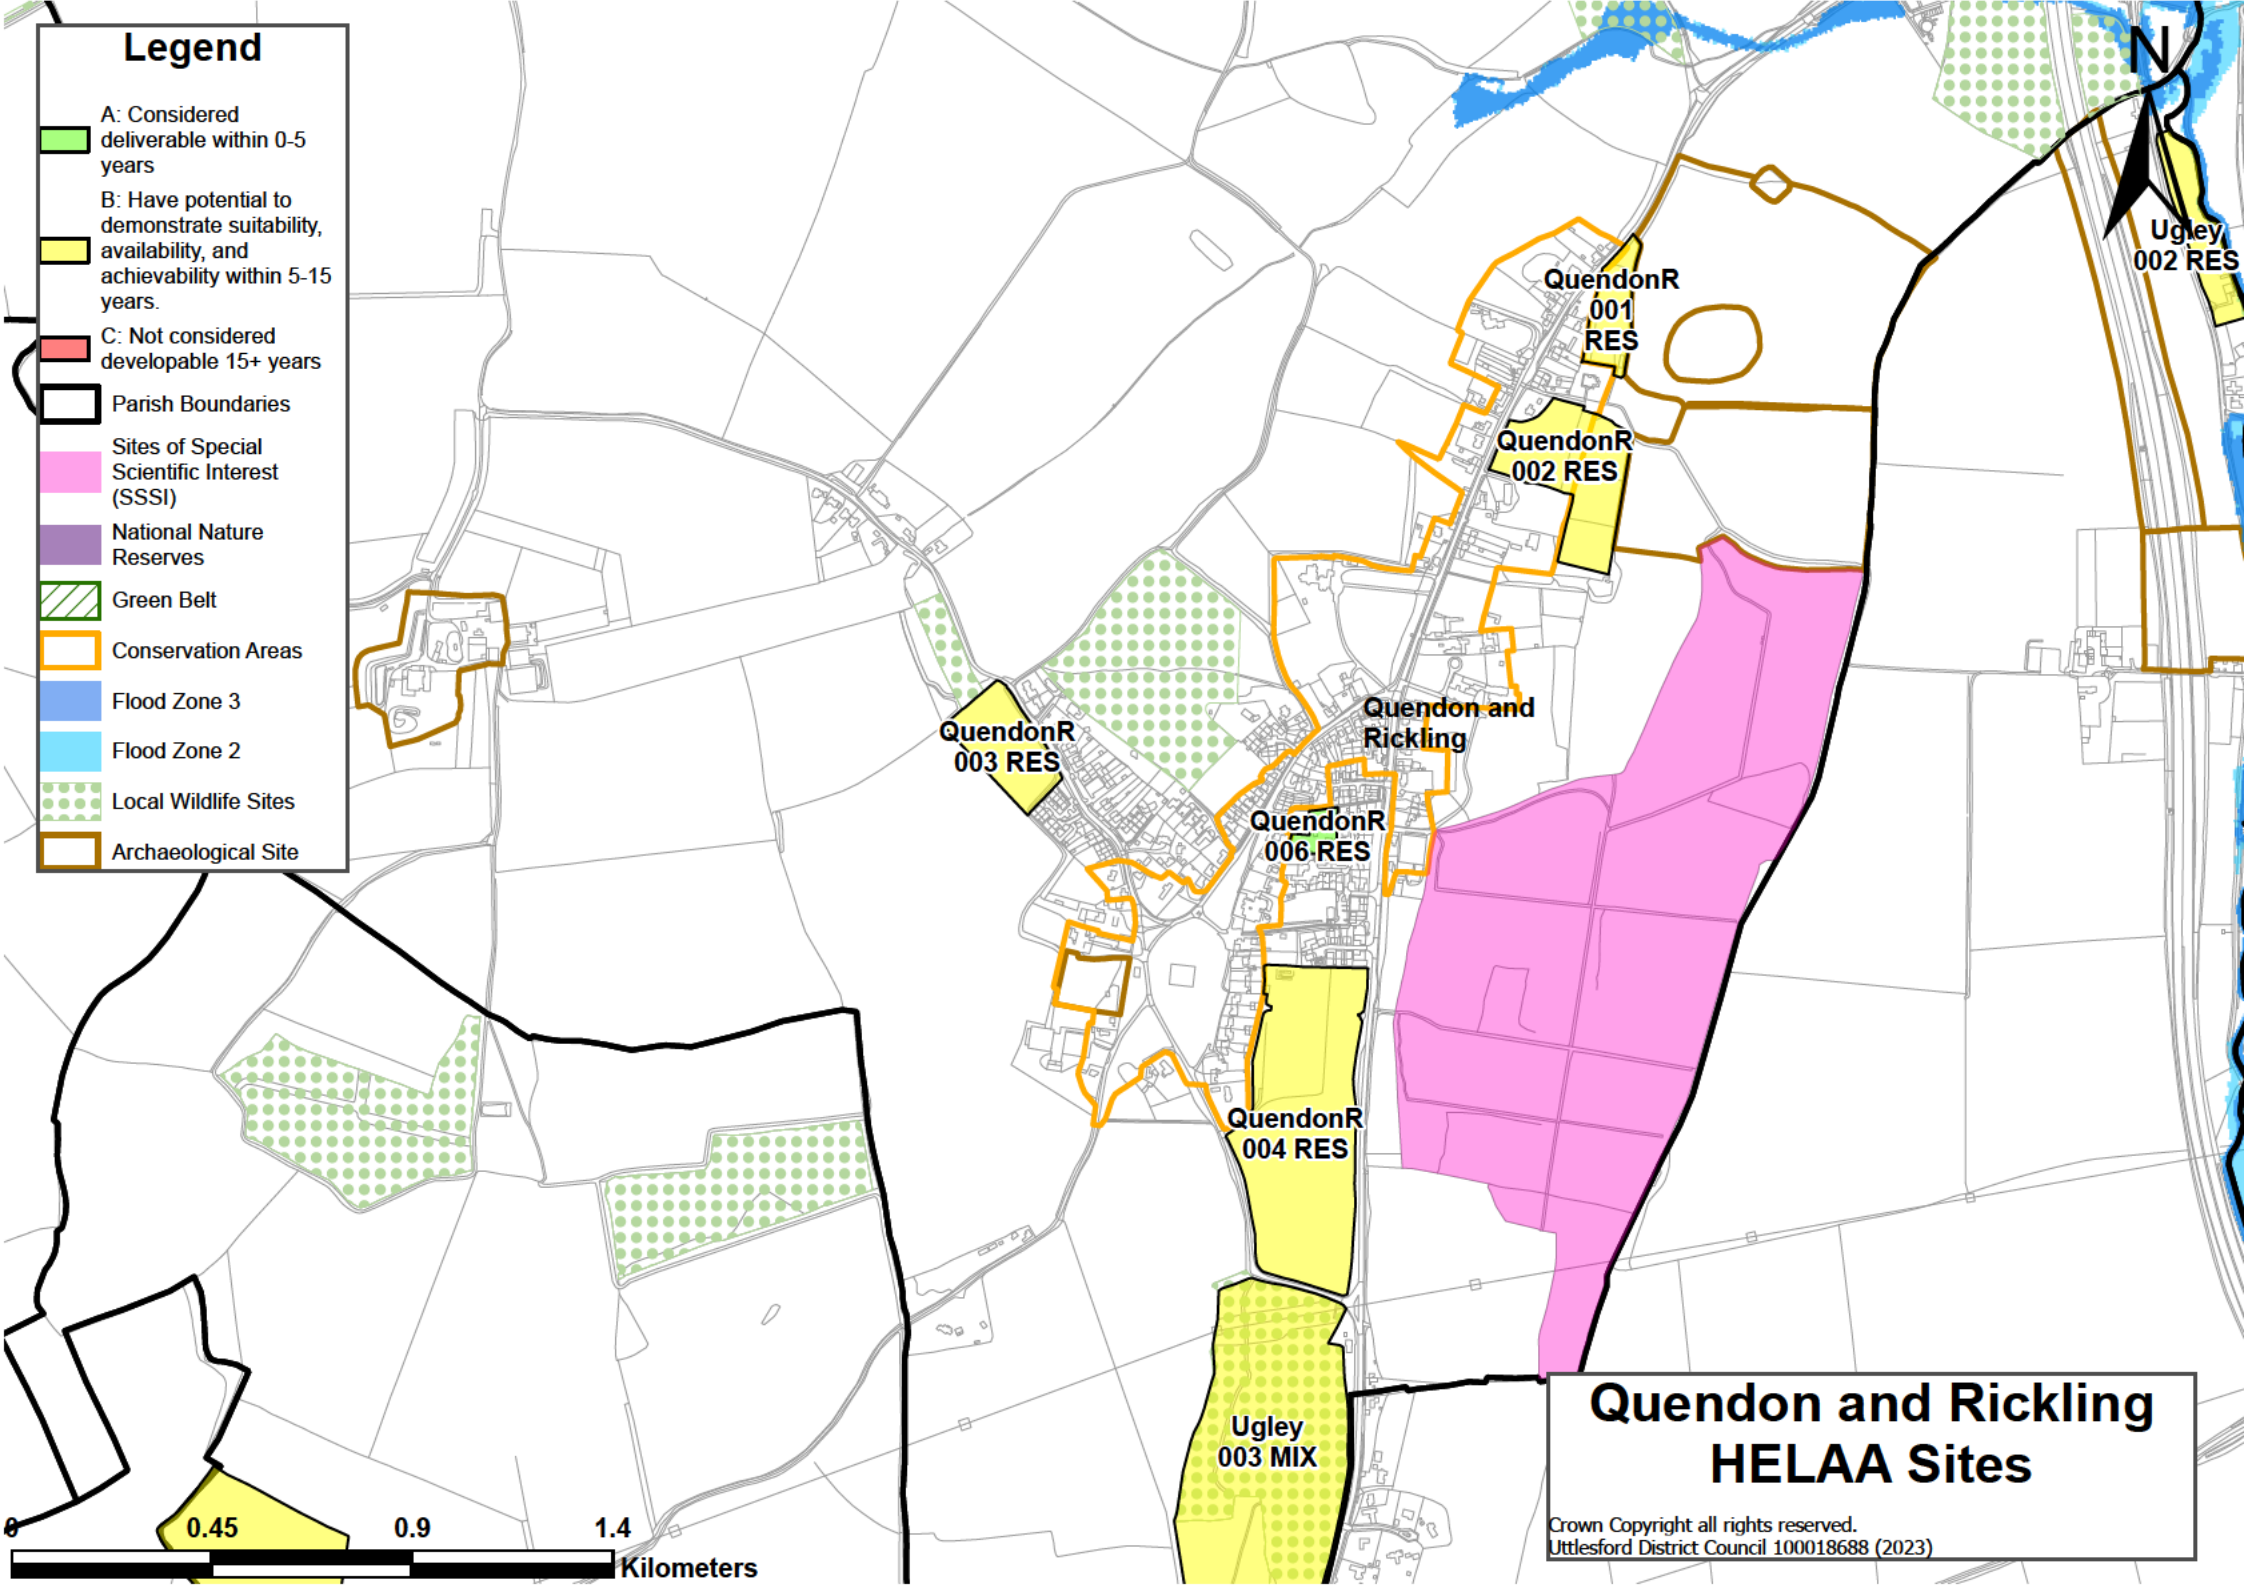 Legend
A: Considered
deliverable within 0-5
years
B: Have potential to
demonstrate suitability,
availability, and
achievability within 5-15
years.
C: Not considered
developable 15+ years
Parish Boundaries
Sites of Special
Scientific Interest
(SSSI)
National Nature
Reserves
Green Belt
Conservation Areas
Flood Zone 3
Flood Zone 2
Local Wildlife Sites
Archaeological Site
N
Ugley
002 RES
QuendonR
001
RES
QuendonR
002 RES
QuendonR
003 RES
Quendon and
Rickling
QuendonR
006 RES
QuendonR
004 RES
Ugley
003 MIX
0 0.45 0.9 1.4
Kilometers
Quendon and Rickling
HELAA Sites
Crown Copyright all rights reserved.
Uttlesford District Council 100018688 (2023)